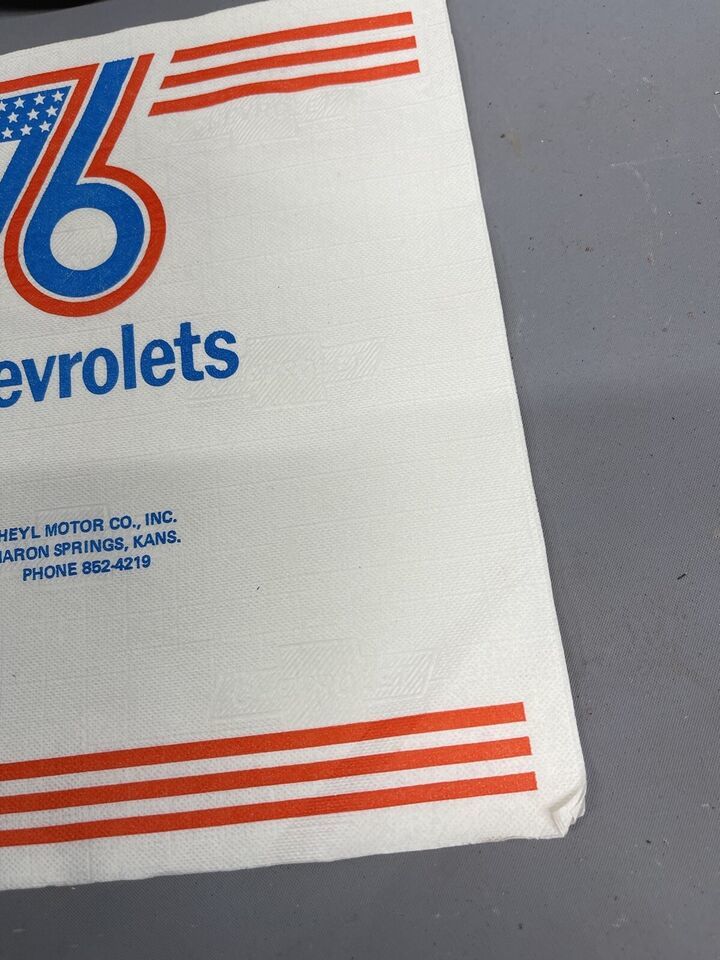 76
evrolets
HEYL MOTOR CO., INC.
HARON SPRINGS, KANS.
PHONE 852-4219